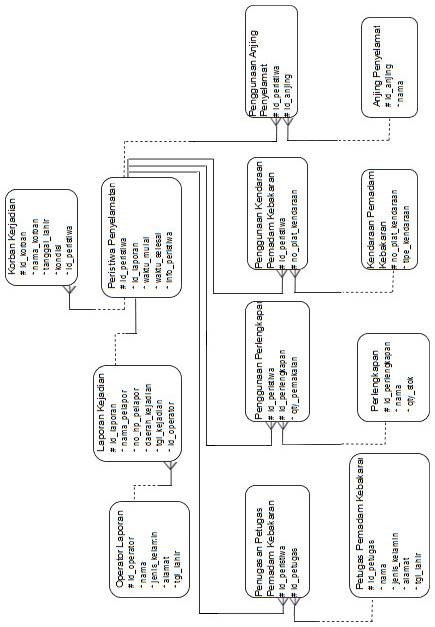 Korban Kerjadian
# id_korban
* nama_korban
* tanggal_lahir
* kondisi
* id_peristiwa
Operator Laporan
# id_operator
* nama
* jenis_kelamin
* alamat
* tgl_lahir
Laporan Kejadian
# id_laporan
* nama_pelapor
* no_hp_pelapor
* daerah_kejadian
* tgl_kejadian
* id_operator
Peristiwa Penyelamatan
# id_peristiwa
* id_laporan
* waktu_mulai
* waktu_selesai
* info_peristiwa
Penugasan Petugas
Pemadam Kebakaran
# id_peristiwa
# id_petugas
Penggunaan Perlengkapan
# id_peristiwa
# id_perlengkapan
* qty_pemakaian
Penggunaan Kendaraan
Pemadam Kebakaran
# id_peristiwa
# no_plat_kendaraan
Penggunaan Anjing
Penyelamat
# id_peristiwa
# id_anjing
Petugas Pemadam Kebakaran
# id_petugas
* nama
* jenis_kelamin
* alamat
* tgl_lahir
Perlengkapan
# id_perlengkapan
* nama
* qty_stok
Kendaraan Pemadam
Kebakaran
# no_plat_kendaraan
* tipe_kendaraan
Anjing Penyelamat
# id_anjing
* nama